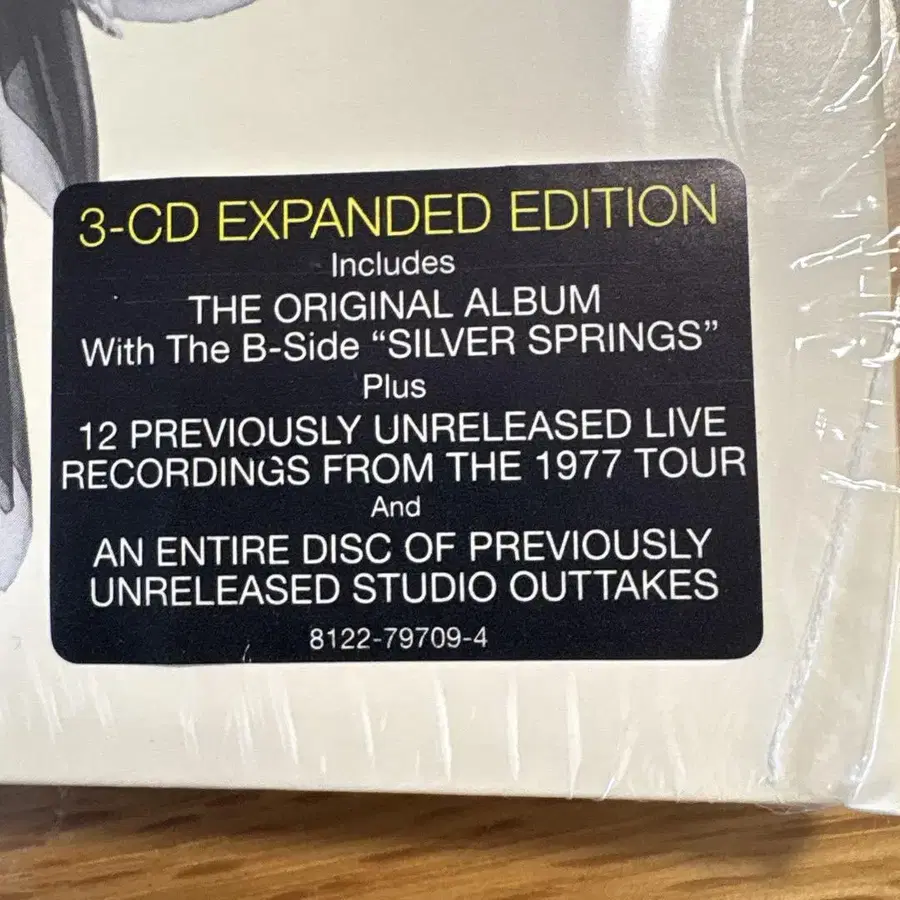 3-CD EXPANDED EDITION
Includes
THE ORIGINAL ALBUM
With The B-Side “SILVER SPRINGS”
Plus
12 PREVIOUSLY UNRELEASED LIVE
RECORDINGS FROM THE 1977 TOUR
And
AN ENTIRE DISC OF PREVIOUSLY
UNRELEASED STUDIO OUTTAKES
8122-79709-4